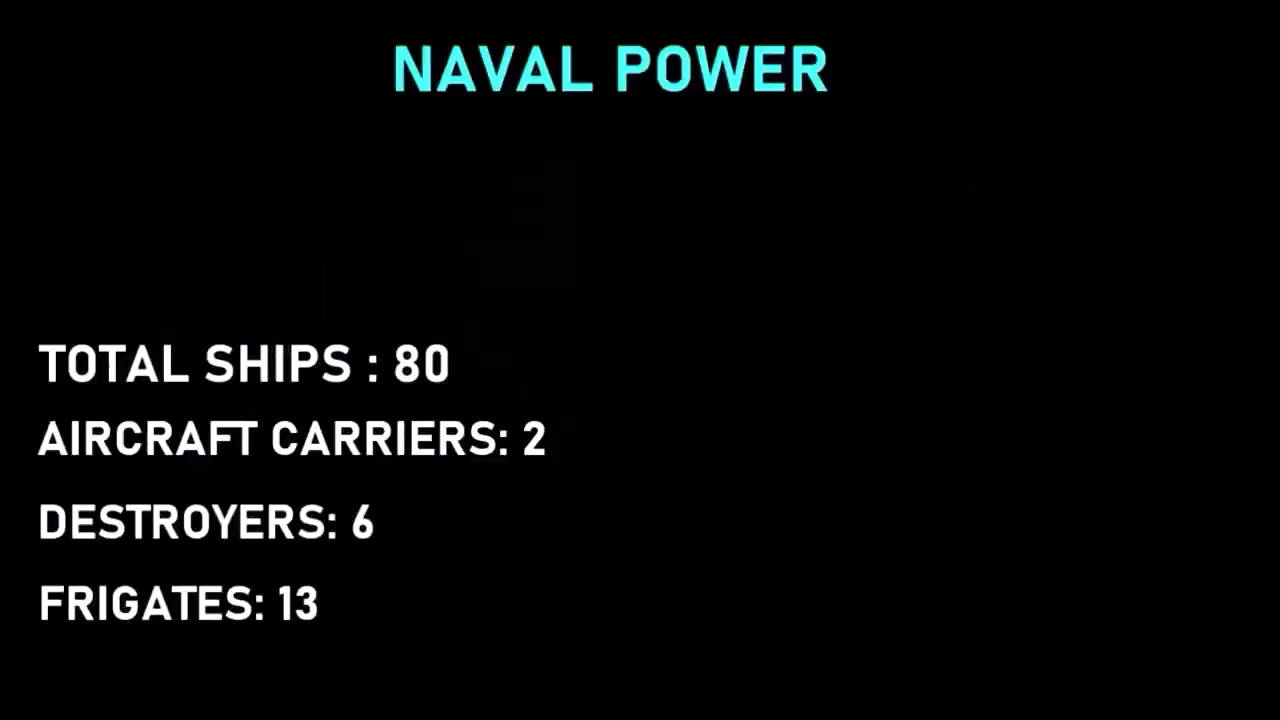 NAVAL POWER
TOTAL SHIPS : 80
AIRCRAFT CARRIERS: 2
DESTROYERS: 6
FRIGATES: 13